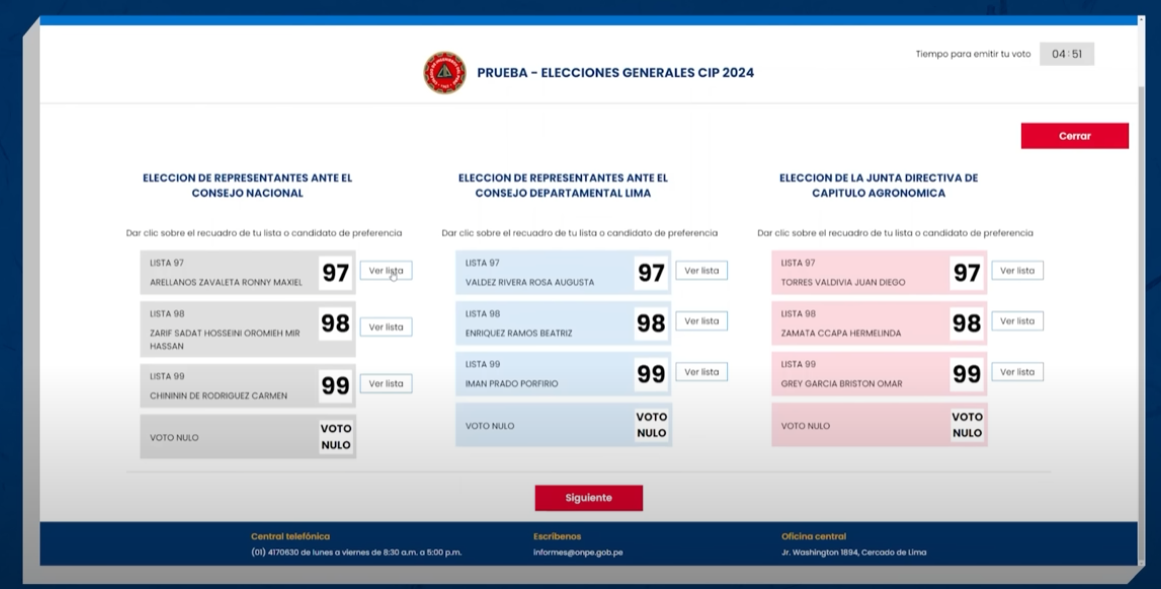 Tiempo para emitir tu voto 04:51
PRUEBA - ELECCIONES GENERALES CIP 2024
Cerrar
ELECCION DE REPRESENTANTES ANTE EL
CONSEJO NACIONAL
Dar clic sobre el recuadro de tu lista o candidato de preferencia
LISTA 97
ARELLANOS ZAVALETA RONNY MAXIEL
97
Ver lista
LISTA 98
ZARIF SADAT HOSSEINI OROMIEH MIR
HASSAN
98
Ver lista
LISTA 99
CHINININ DE RODRIGUEZ CARMEN
99
Ver lista
VOTO NULO
VOTO
NULO
ELECCION DE REPRESENTANTES ANTE EL
CONSEJO DEPARTAMENTAL LIMA
Dar clic sobre el recuadro de tu lista o candidato de preferencia
LISTA 97
VALDEZ RIVERA ROSA AUGUSTA
97
Ver lista
LISTA 98
ENRIQUEZ RAMOS BEATRIZ
98
Ver lista
LISTA 99
IMAN PRADO PORFIRIO
99
Ver lista
VOTO NULO
VOTO
NULO
ELECCION DE LA JUNTA DIRECTIVA DE
CAPITULO AGRONOMICA
Dar clic sobre el recuadro de tu lista o candidato de preferencia
LISTA 97
TORRES VALDIVIA JUAN DIEGO
97
Ver lista
LISTA 98
ZAMATA CCAPA HERMELINDA
98
Ver lista
LISTA 99
GREY GARCIA BRISTON OMAR
99
Ver lista
VOTO NULO
VOTO
NULO
Siguiente
Central telefónica
(01) 4170630 de lunes a viernes de 8:30 a.m. a 5:00 p.m.
Escríbenos
informes@onpe.gob.pe
Oficina central
Jr. Washington 1894, Cercado de Lima